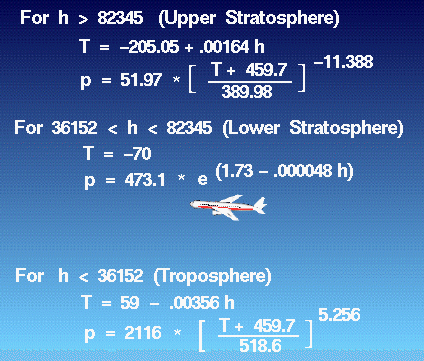 For h > 82345 (Upper Stratosphere)
T = –205.05 + .00164 h
p = 51.97 * [ (T + 459.7) / 389.98 ] ^ –11.388
For 36152 < h < 82345 (Lower Stratosphere)
T = –70
p = 473.1 * e ^ (1.73 – .000048 h)
For h < 36152 (Troposphere)
T = 59 – .00356 h
p = 2116 * [ (T + 459.7) / 518.6 ] ^ 5.256